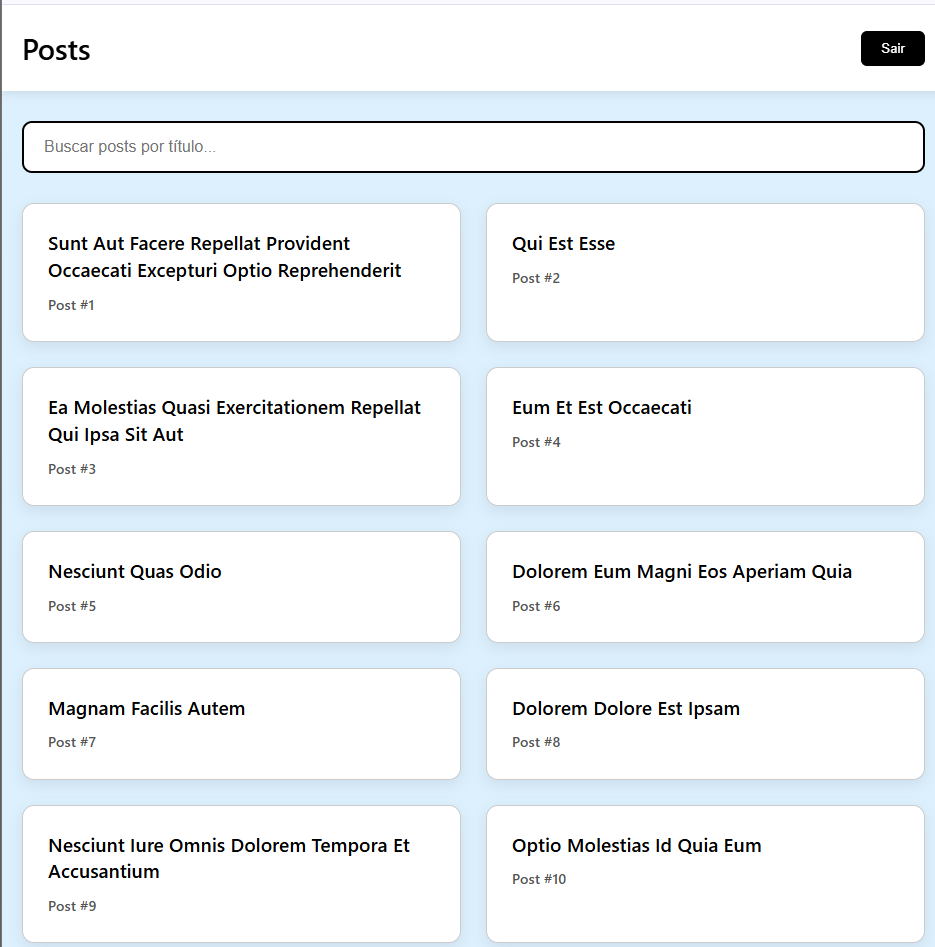 Posts
Sair
Buscar posts por título...
Sunt Aut Facere Repellat Provident
Occaecati Excepturi Optio Reprehenderit
Post #1
Qui Est Esse
Post #2
Ea Molestias Quasi Exercitationem Repellat
Qui Ipsa Sit Aut
Post #3
Eum Et Est Occaecati
Post #4
Nesciunt Quas Odio
Post #5
Dolorem Eum Magni Eos Aperiam Quia
Post #6
Magnam Facilis Autem
Post #7
Dolorem Dolore Est Ipsam
Post #8
Nesciunt Iure Omnis Dolorem Tempora Et
Accusantium
Post #9
Optio Molestias Id Quia Eum
Post #10